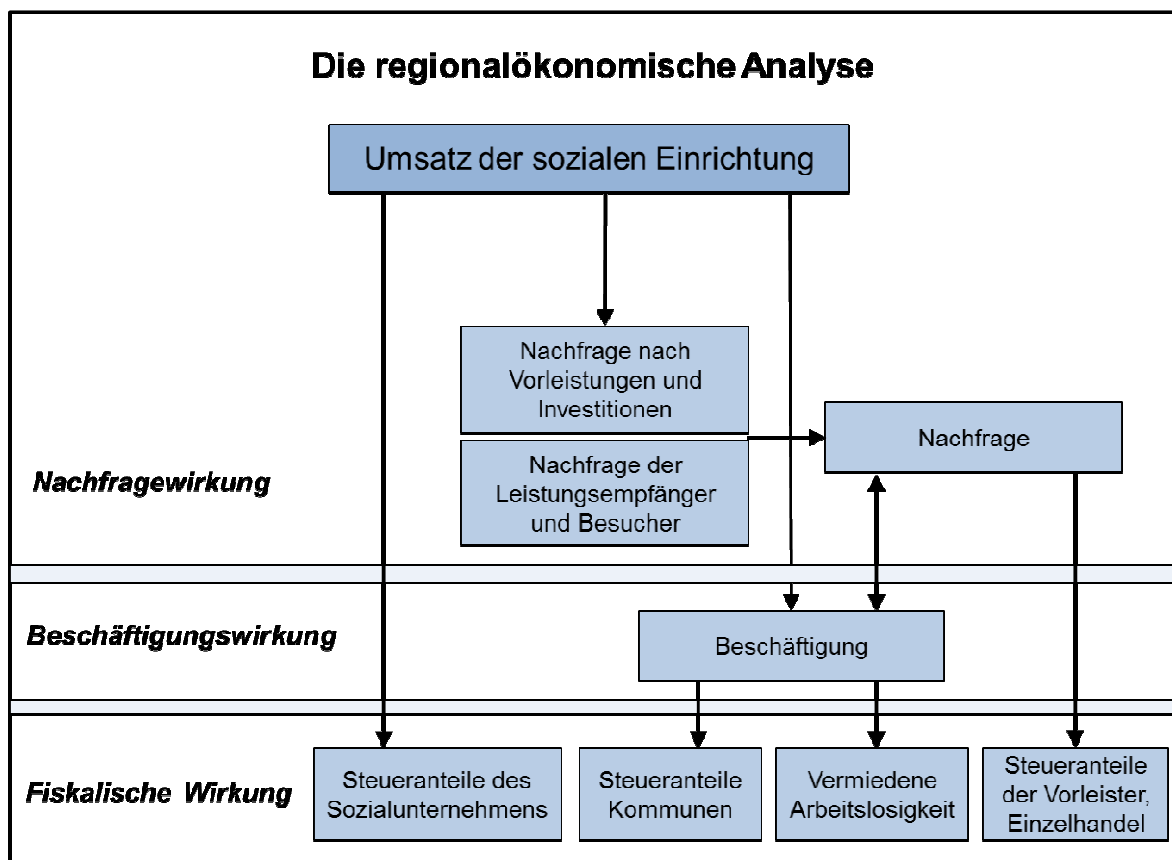 Die regionalökonomische Analyse
Umsatz der sozialen Einrichtung
Nachfrage nach
Vorleistungen und
Investitionen
Nachfrage
Nachfrage der
Leistungsempfänger
und Besucher
Nachfragewirkung
Beschäftigungswirkung
Beschäftigung
Fiskalische Wirkung
Steueranteile des
Sozialunternehmens
Steueranteile
Kommunen
Vermiedene
Arbeitslosigkeit
Steueranteile
der Vorleister,
Einzelhandel